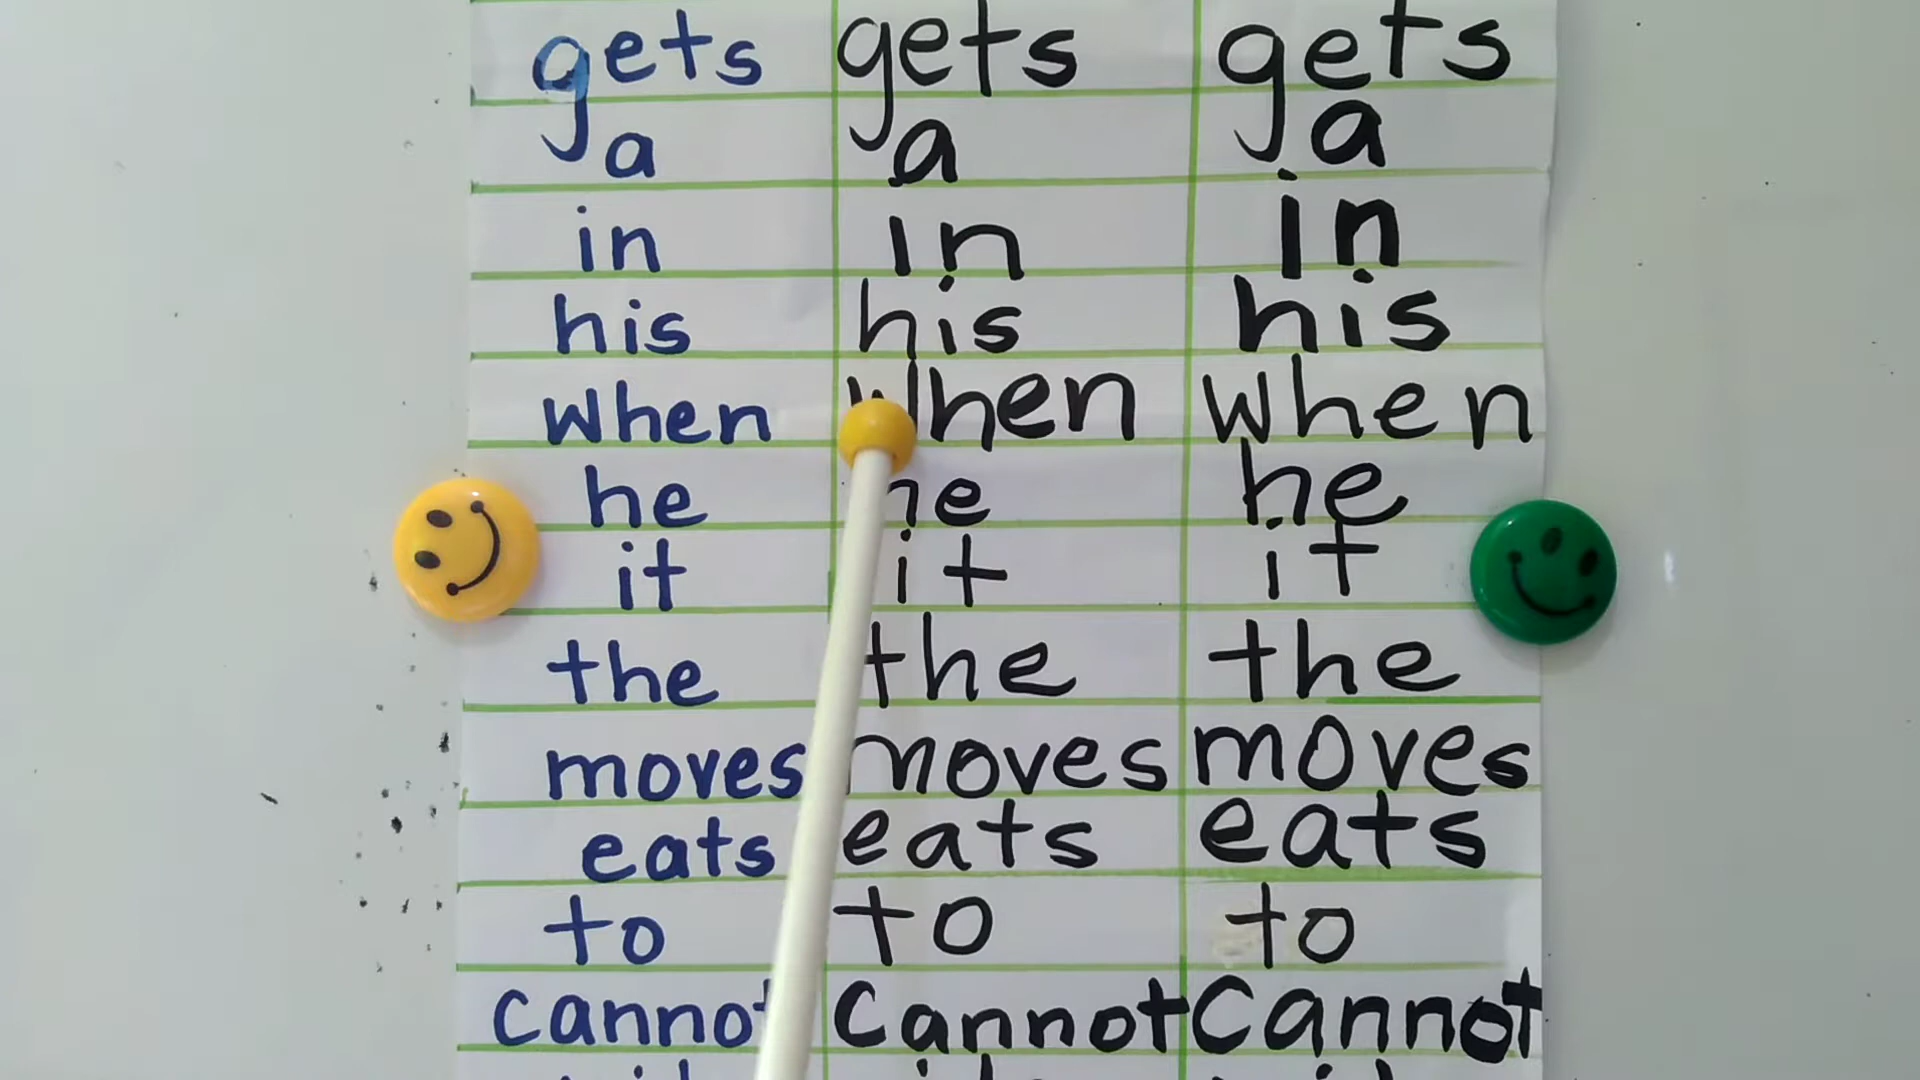 gets gets gets
a a a
in in in
his his his
when when when
he he he
it it it
the the the
moves moves moves
eats eats eats
to to to
cannot cannot cannot